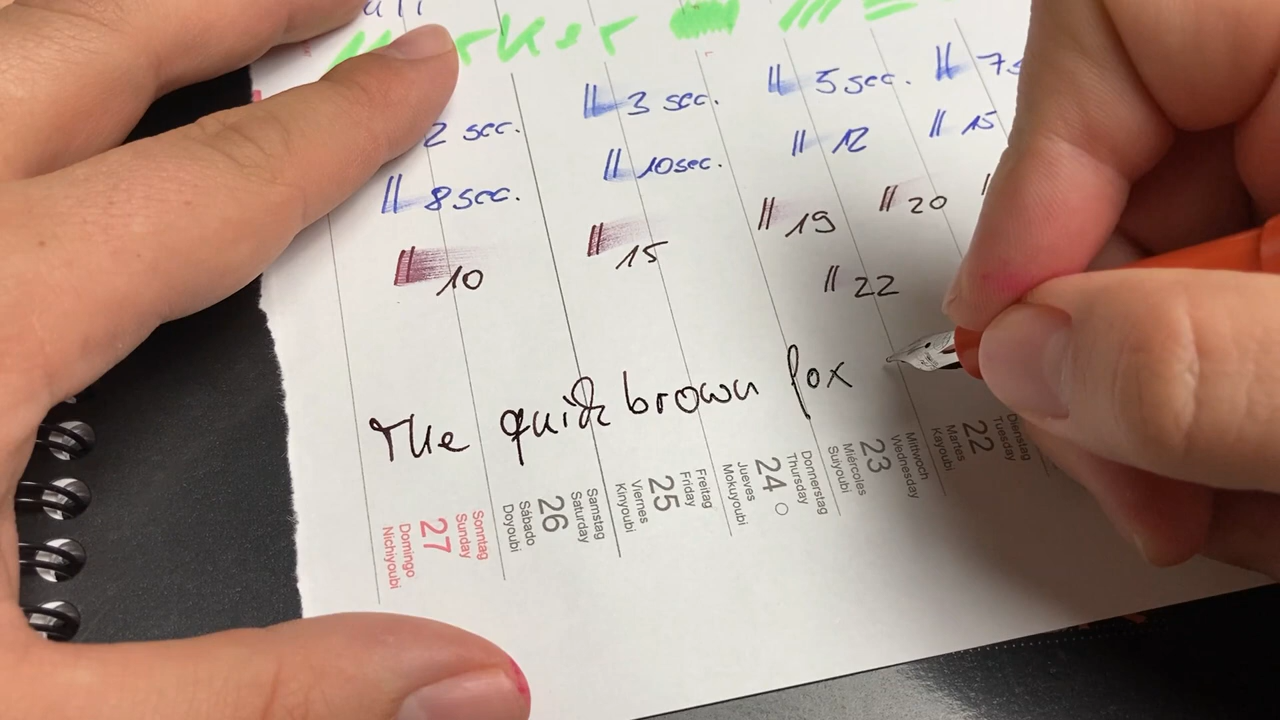 rker
2 sec. 3 sec. 5 sec. 7s
8 sec. 10 sec. 12 15
10 15 19 20
22
The quick brown fox
Dienstag
Tuesday
22
Martes
Kayoubi
Mittwoch
Wednesday
23
Miércoles
Suiyoubi
Donnerstag
Thursday
24
Jueves
Mokuyoubi
Freitag
Friday
25
Viernes
Kinyoubi
Samstag
Saturday
26
Sábado
Doyoubi
Sonntag
Sunday
27
Domingo
Nichiyoubi